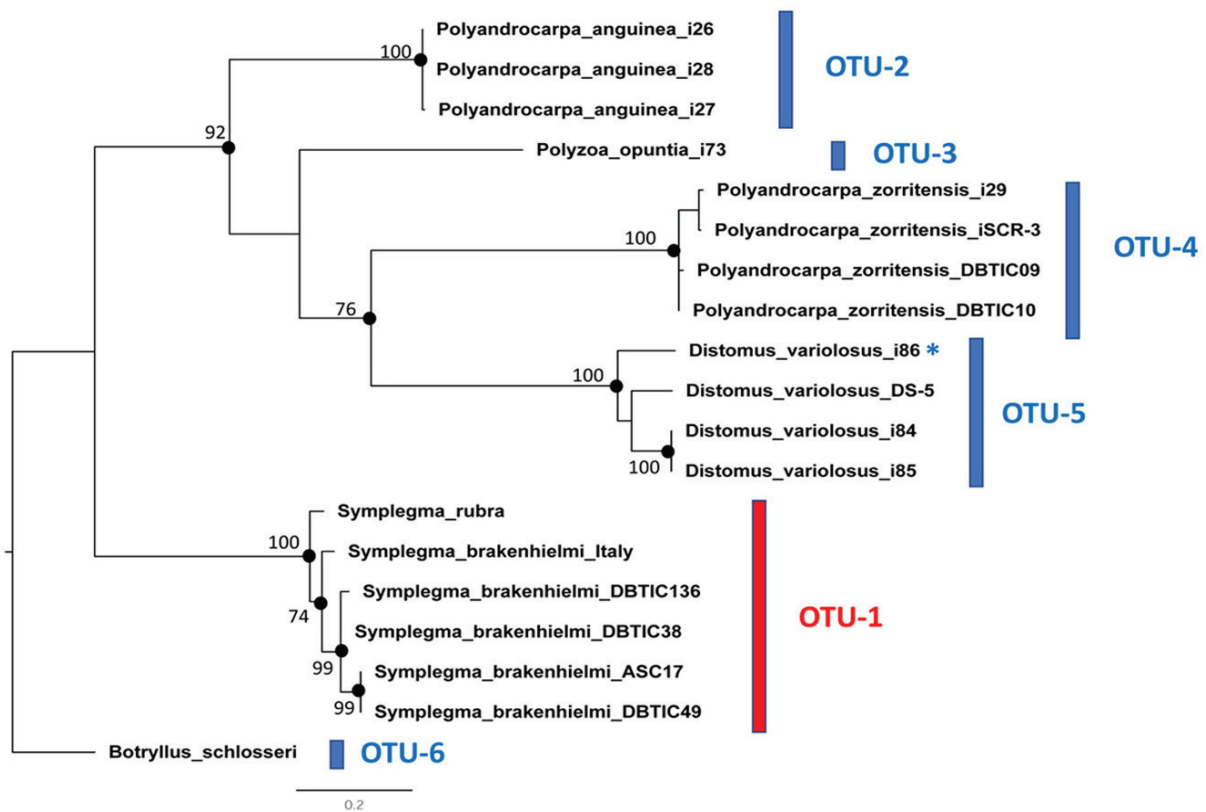 Polyandrocarpa_anguinea_i26
100
Polyandrocarpa_anguinea_i28
OTU-2
Polyandrocarpa_anguinea_i27
92
Polyzoa_opuntia_i73
OTU-3
Polyandrocarpa_zorritensis_i29
Polyandrocarpa_zorritensis_iSCR-3
100
OTU-4
Polyandrocarpa_zorritensis_DBTIC09
Polyandrocarpa_zorritensis_DBTIC10
76
Distomus_variolosus_i86 *
100
Distomus_variolosus_DS-5
OTU-5
Distomus_variolosus_i84
100
Distomus_variolosus_i85
Symplegma_rubra
100
Symplegma_brakenhielmi_Italy
Symplegma_brakenhielmi_DBTIC136
74
OTU-1
Symplegma_brakenhielmi_DBTIC38
99
Symplegma_brakenhielmi_ASC17
99
Symplegma_brakenhielmi_DBTIC49
Botryllus_schlosseri
OTU-6
0.2